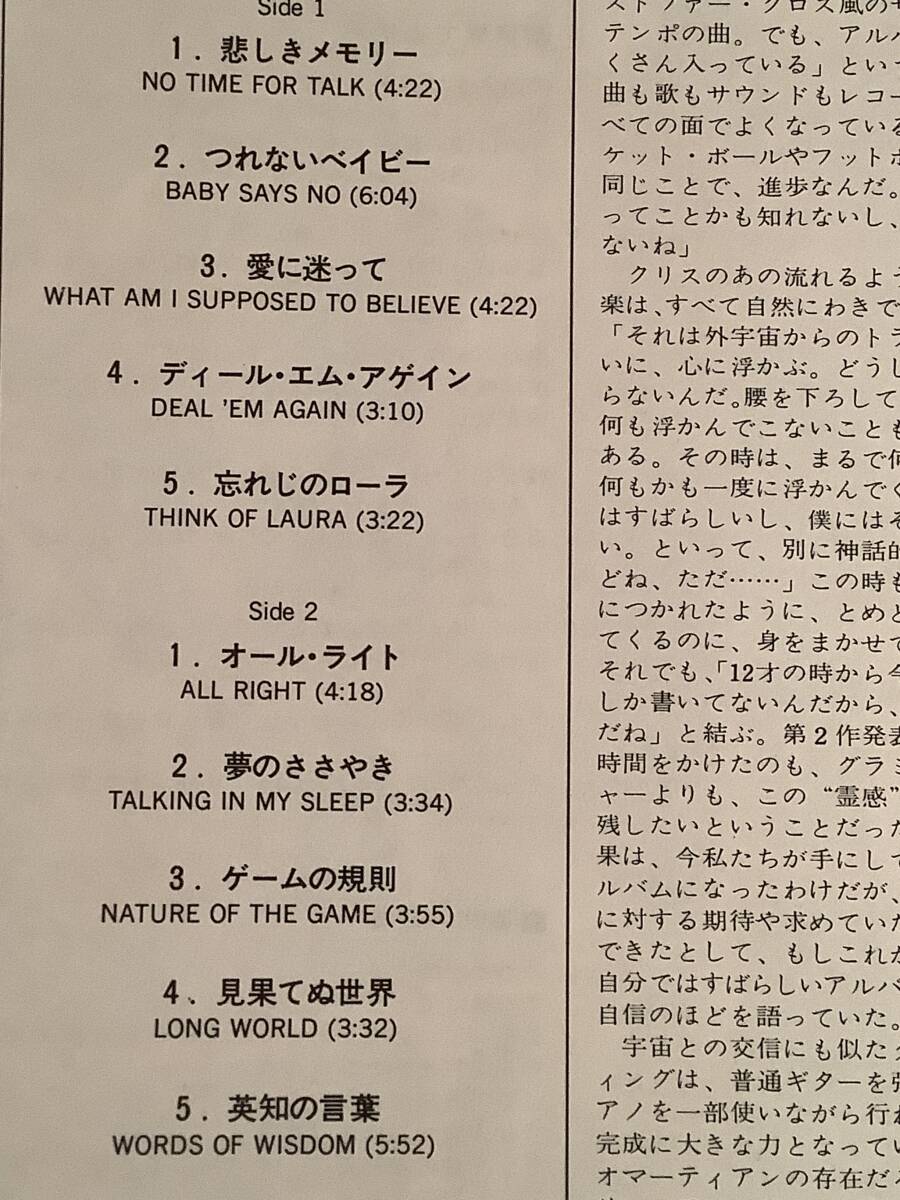 Side 1
1．悲しきメモリー
NO TIME FOR TALK (4:22)
2．つれないベイビー
BABY SAYS NO (6:04)
3．愛に迷って
WHAT AM I SUPPOSED TO BELIEVE (4:22)
4．ディール・エム・アゲイン
DEAL 'EM AGAIN (3:10)
5．忘れじのローラ
THINK OF LAURA (3:22)
Side 2
1．オール・ライト
ALL RIGHT (4:18)
2．夢のささやき
TALKING IN MY SLEEP (3:34)
3．ゲームの規則
NATURE OF THE GAME (3:55)
4．見果てぬ世界
LONG WORLD (3:32)
5．英知の言葉
WORDS OF WISDOM (5:52)
ストファー・クロス風の
テンポの曲。でも、アルバ
くさん入っている」とい
曲も歌もサウンドもレコー
べての面でよくなっている
ケット・ボールやフットボ
同じことで、進歩なんだ。
ってことかも知れないし、
ないね」
クリスのあの流れるよう
楽は、すべて自然にわきで
「それは外宇宙からのトラ
いに、心に浮かぶ。どうし
らないんだ。腰を下ろして
何も浮かんでこないことも
ある。その時は、まるで何
何もかも一度に浮かんでく
はすばらしいし、僕にはそ
い。といって、別に神話的
どね、ただ……」この時も
につかれたように、とめど
てくるのに、身をまかせて
それでも、「12才の時から今
しか書いてないんだから、
だね」と結ぶ。第2作発表
時間をかけたのも、グラミ
ャーよりも、この“霊感”
残したいということだった
果は、今私たちが手にして
ルバムになったわけだが、
に対する期待や求めていた
できたとして、もしこれが
自分ではすばらしいアルバ
自信のほどを語っていた。
宇宙との交信にも似た
ィングは、普通ギターを弾
アノを一部使いながら行わ
完成に大きな力となってい
オマーティアンの存在だろ